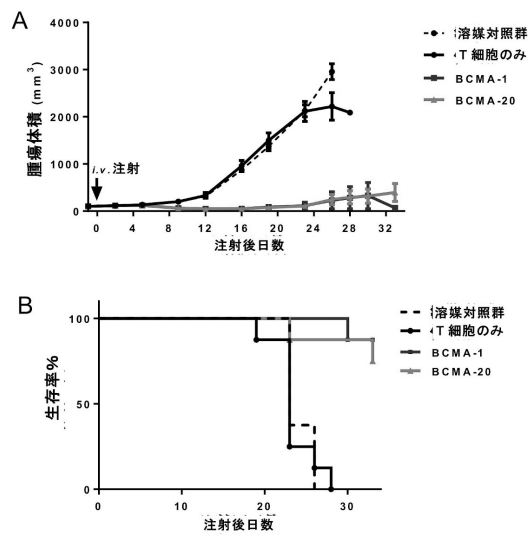 A
4000
3000
2000
1000
0
腫瘍体積 (mm³)
i.v.注射
0 4 8 12 16 20 24 28 32
注射後日数
溶媒対照群
T細胞のみ
BCMA-1
BCMA-20
B
100
50
0
生存率%
0 10 20 30
注射後日数
溶媒対照群
T細胞のみ
BCMA-1
BCMA-20